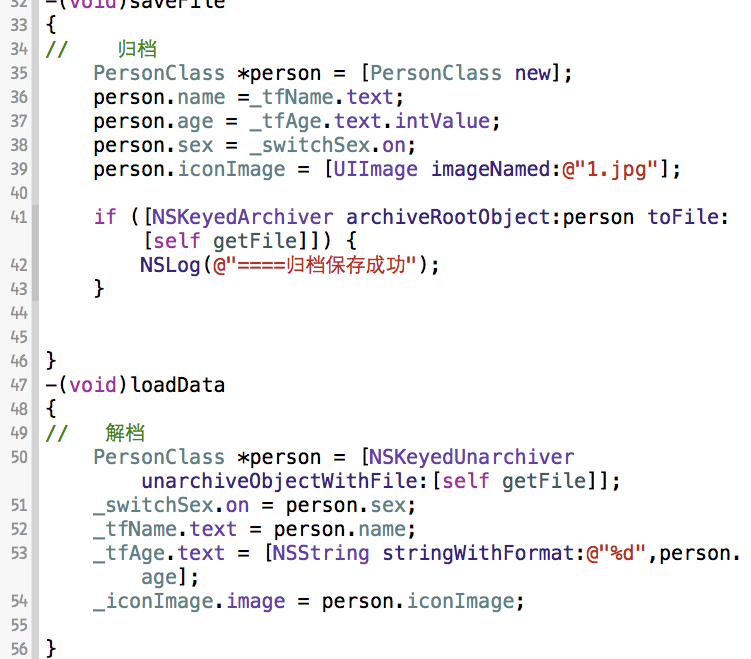 32 -(void)saveFile
33 {
34 //    归档
35     PersonClass *person = [PersonClass new];
36     person.name =_tfName.text;
37     person.age = _tfAge.text.intValue;
38     person.sex = _switchSex.on;
39     person.iconImage = [UIImage imageNamed:@"1.jpg"];
40
41     if ([NSKeyedArchiver archiveRootObject:person toFile:
        [self getFile]]) {
42         NSLog(@"====归档保存成功");
43     }
44
45
46 }
47 -(void)loadData
48 {
49 //   解档
50     PersonClass *person = [NSKeyedUnarchiver
        unarchiveObjectWithFile:[self getFile]];
51     _switchSex.on = person.sex;
52     _tfName.text = person.name;
53     _tfAge.text = [NSString stringWithFormat:@"%d",person.
        age];
54     _iconImage.image = person.iconImage;
55
56 }